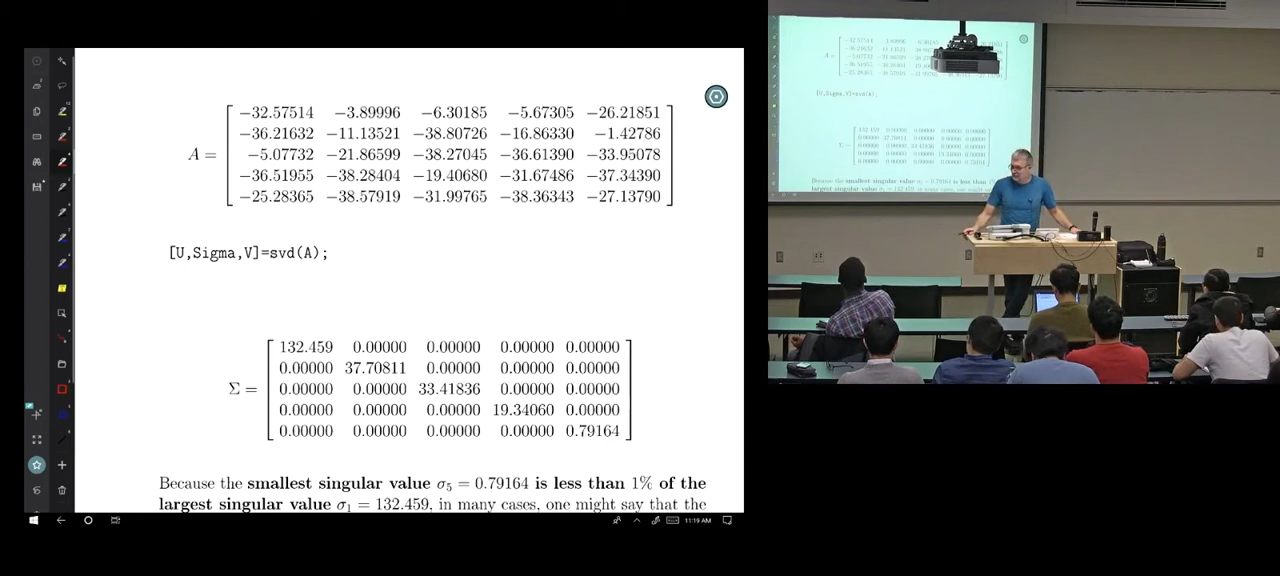 A =
−32.57514 −3.89996 −6.30185 −5.67305 −26.21851
−36.21632 −11.13521 −38.80726 −16.86330 −1.42786
−5.07732 −21.86599 −38.27045 −36.61390 −33.95078
−36.51955 −38.28404 −19.40680 −31.67486 −37.34390
−25.28365 −38.57919 −31.99765 −38.36343 −27.13790
[U,Sigma,V]=svd(A);
Σ =
132.459 0.00000 0.00000 0.00000 0.00000
0.00000 37.70811 0.00000 0.00000 0.00000
0.00000 0.00000 33.41836 0.00000 0.00000
0.00000 0.00000 0.00000 19.34060 0.00000
0.00000 0.00000 0.00000 0.00000 0.79164
Because the smallest singular value σ₅ = 0.79164 is less than 1% of the
largest singular value σ₁ = 132.459, in many cases, one might say that the
11:19 AM
[U,Sigma,V]=svd(A);